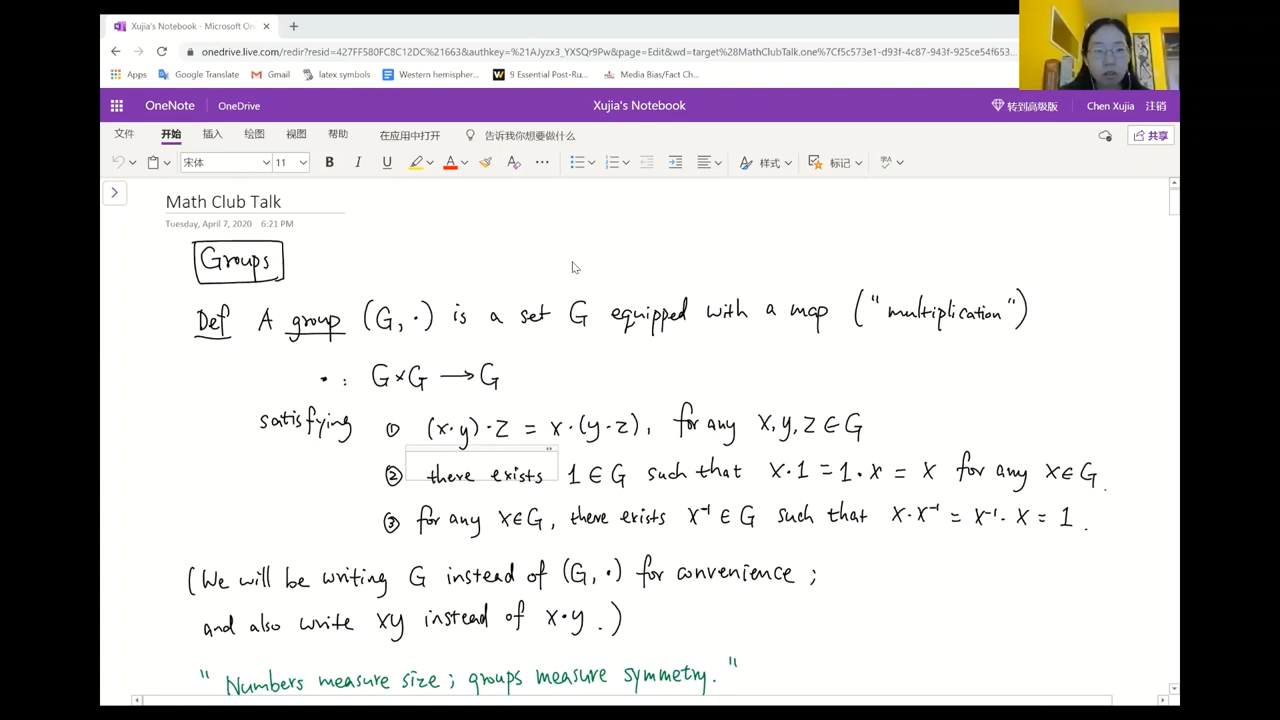 Xujia's Notebook - Microsoft On
onedrive.live.com/redir?resid=427FF580FC8C12DC%21663&authkey=%21AJyzx3_YXSQr9Pw&page=Edit&wd=target%28MathClubTalk.one%7Cf5c573e1-d93f-4c87-943f-925ce54f653...
Apps Google Translate Gmail latex symbols Western hemispher... 9 Essential Post-Ru... Media Bias/Fact Ch...
OneNote OneDrive Xujia's Notebook 转到高级版 Chen Xujia 注销
文件 开始 插入 绘图 视图 帮助 在应用中打开 告诉我你想要做什么 共享
宋体 11 B I U A 样式 标记
Math Club Talk
Tuesday, April 7, 2020 6:21 PM
Groups
Def A group (G, ·) is a set G equipped with a map ("multiplication")
· : G×G ⟶ G
satisfying ① (x·y)·z = x·(y·z), for any x,y,z ∈ G
② there exists 1 ∈ G such that x·1 = 1·x = x for any x∈G.
③ for any x∈G, there exists x⁻¹ ∈ G such that x·x⁻¹ = x⁻¹·x = 1.
(We will be writing G instead of (G, ·) for convenience ;
and also write xy instead of x·y .)
" Numbers measure size ; groups measure symmetry. "